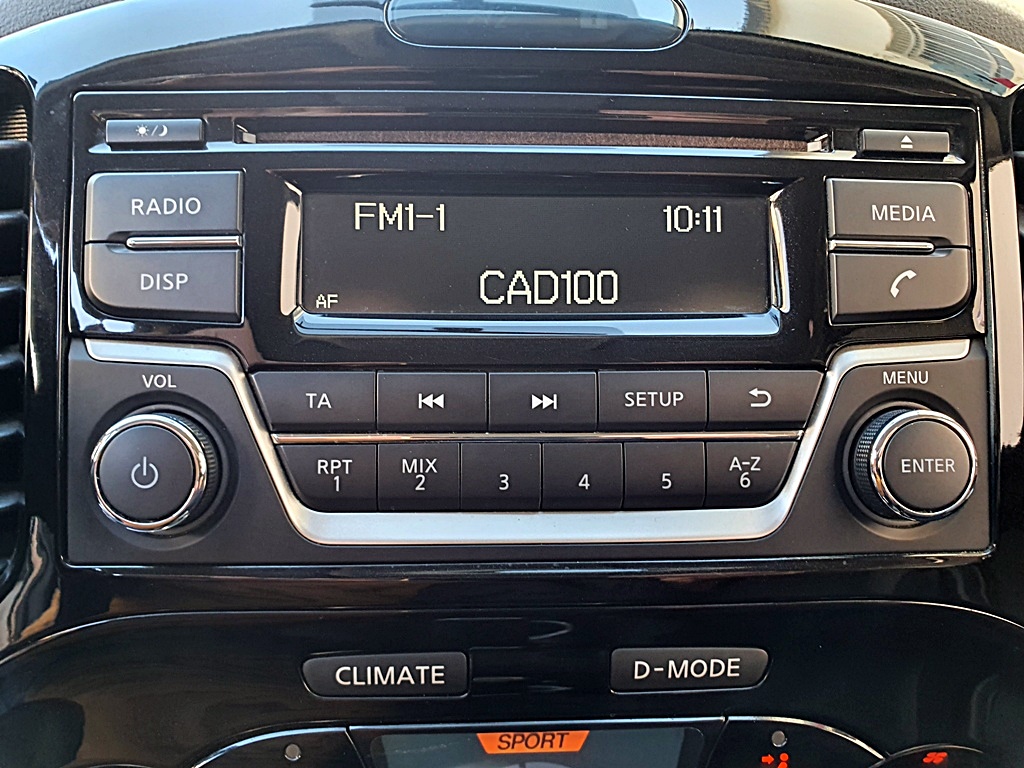 RADIO
DISP
FM1-1 10:11
AF CAD100
MEDIA
VOL
MENU
TA
SETUP
RPT
1
MIX
2
3
4
5
A-Z
6
ENTER
CLIMATE
D-MODE
SPORT